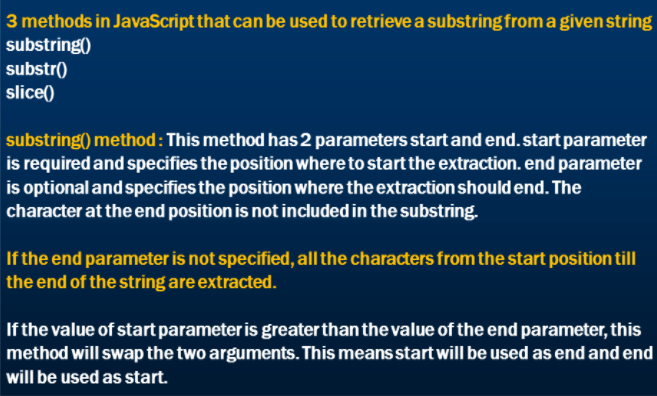 3 methods in JavaScript that can be used to retrieve a substring from a given string
substring()
substr()
slice()
substring() method : This method has 2 parameters start and end. start parameter
is required and specifies the position where to start the extraction. end parameter
is optional and specifies the position where the extraction should end. The
character at the end position is not included in the substring.
If the end parameter is not specified, all the characters from the start position till
the end of the string are extracted.
If the value of start parameter is greater than the value of the end parameter, this
method will swap the two arguments. This means start will be used as end and end
will be used as start.